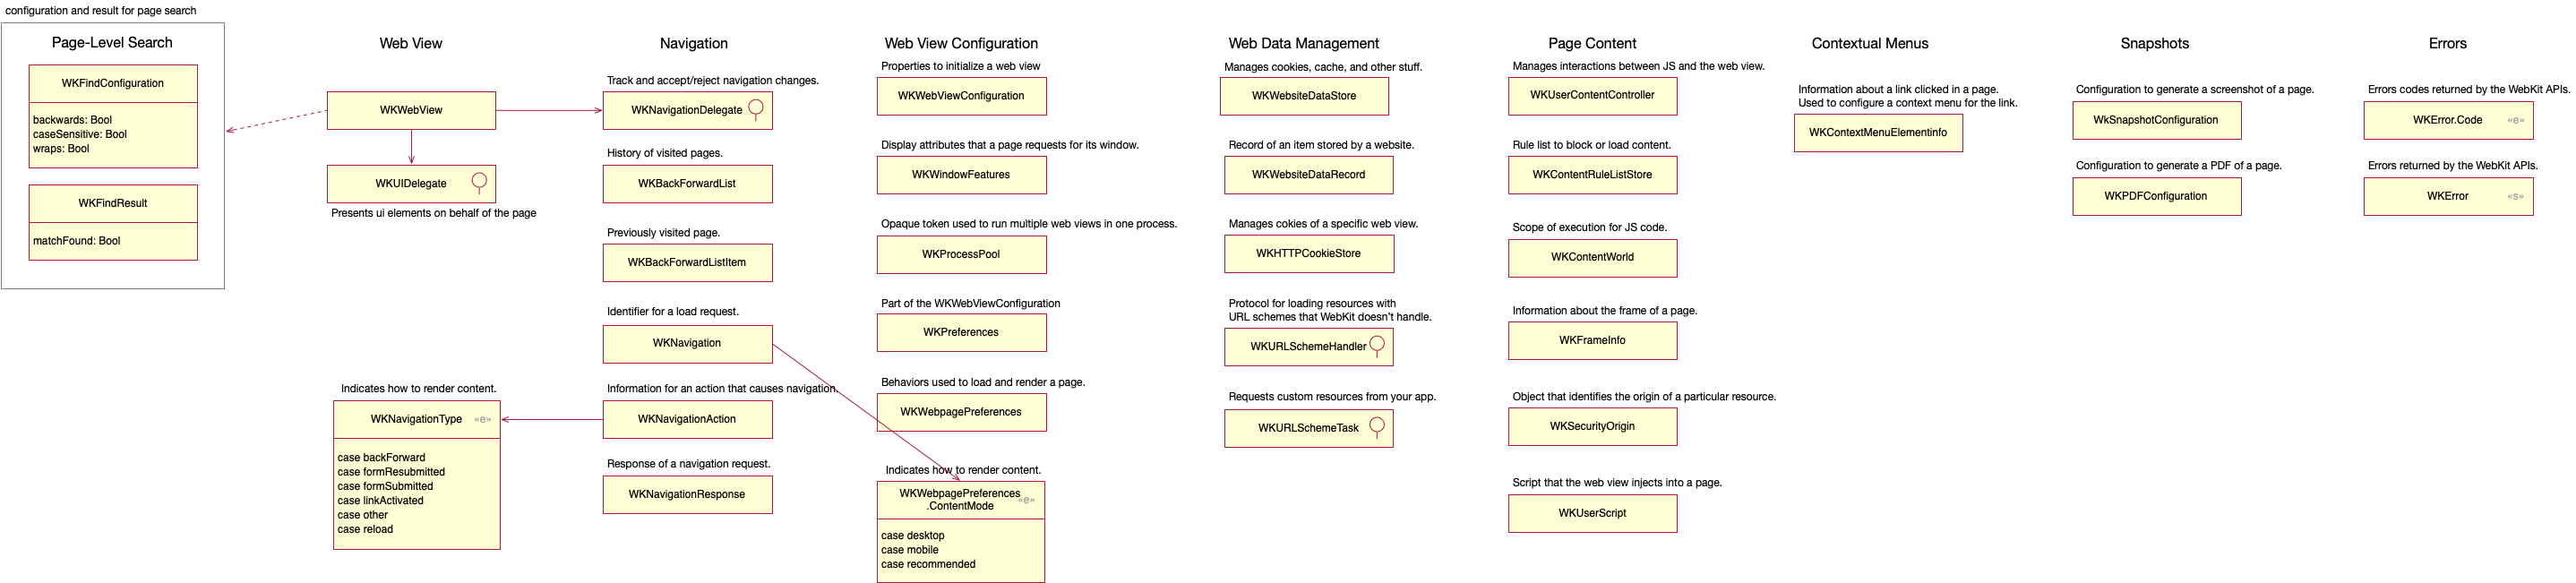 configuration and result for page search
Page-Level Search
WKFindConfiguration
backwards: Bool
caseSensitive: Bool
wraps: Bool
WKFindResult
matchFound: Bool
Web View
WKWebView
WKUIDelegate
Presents ui elements on behalf of the page
Indicates how to render content.
WKNavigationType «e»
case backForward
case formResubmitted
case formSubmitted
case linkActivated
case other
case reload
Navigation
Track and accept/reject navigation changes.
WKNavigationDelegate
History of visited pages.
WKBackForwardList
Previously visited page.
WKBackForwardListItem
Identifier for a load request.
WKNavigation
Information for an action that causes navigation.
WKNavigationAction
Response of a navigation request.
WKNavigationResponse
Web View Configuration
Properties to initialize a web view
WKWebViewConfiguration
Display attributes that a page requests for its window.
WKWindowFeatures
Opaque token used to run multiple web views in one process.
WKProcessPool
Part of the WKWebViewConfiguration
WKPreferences
Behaviors used to load and render a page.
WKWebpagePreferences
Indicates how to render content.
WKWebpagePreferences
.ContentMode «e»
case desktop
case mobile
case recommended
Web Data Management
Manages cookies, cache, and other stuff.
WKWebsiteDataStore
Record of an item stored by a website.
WKWebsiteDataRecord
Manages cokies of a specific web view.
WKHTTPCookieStore
Protocol for loading resources with
URL schemes that WebKit doesn't handle.
WKURLSchemeHandler
Requests custom resources from your app.
WKURLSchemeTask
Page Content
Manages interactions between JS and the web view.
WKUserContentController
Rule list to block or load content.
WKContentRuleListStore
Scope of execution for JS code.
WKContentWorld
Information about the frame of a page.
WKFrameInfo
Object that identifies the origin of a particular resource.
WKSecurityOrigin
Script that the web view injects into a page.
WKUserScript
Contextual Menus
Information about a link clicked in a page.
Used to configure a context menu for the link.
WKContextMenuElementinfo
Snapshots
Configuration to generate a screenshot of a page.
WkSnapshotConfiguration
Configuration to generate a PDF of a page.
WKPDFConfiguration
Errors
Errors codes returned by the WebKit APIs.
WKError.Code «e»
Errors returned by the WebKit APIs.
WKError «s»